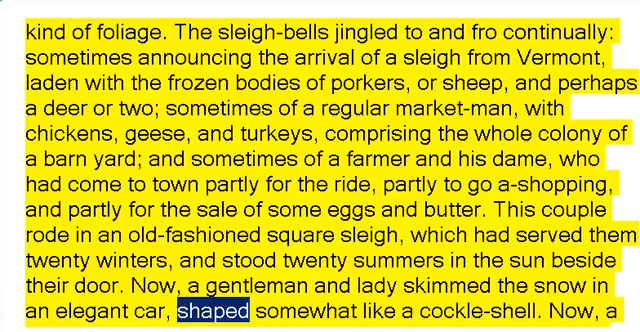 kind of foliage. The sleigh-bells jingled to and fro continually:
sometimes announcing the arrival of a sleigh from Vermont,
laden with the frozen bodies of porkers, or sheep, and perhaps
a deer or two; sometimes of a regular market-man, with
chickens, geese, and turkeys, comprising the whole colony of
a barn yard; and sometimes of a farmer and his dame, who
had come to town partly for the ride, partly to go a-shopping,
and partly for the sale of some eggs and butter. This couple
rode in an old-fashioned square sleigh, which had served them
twenty winters, and stood twenty summers in the sun beside
their door. Now, a gentleman and lady skimmed the snow in
an elegant car, shaped somewhat like a cockle-shell. Now, a